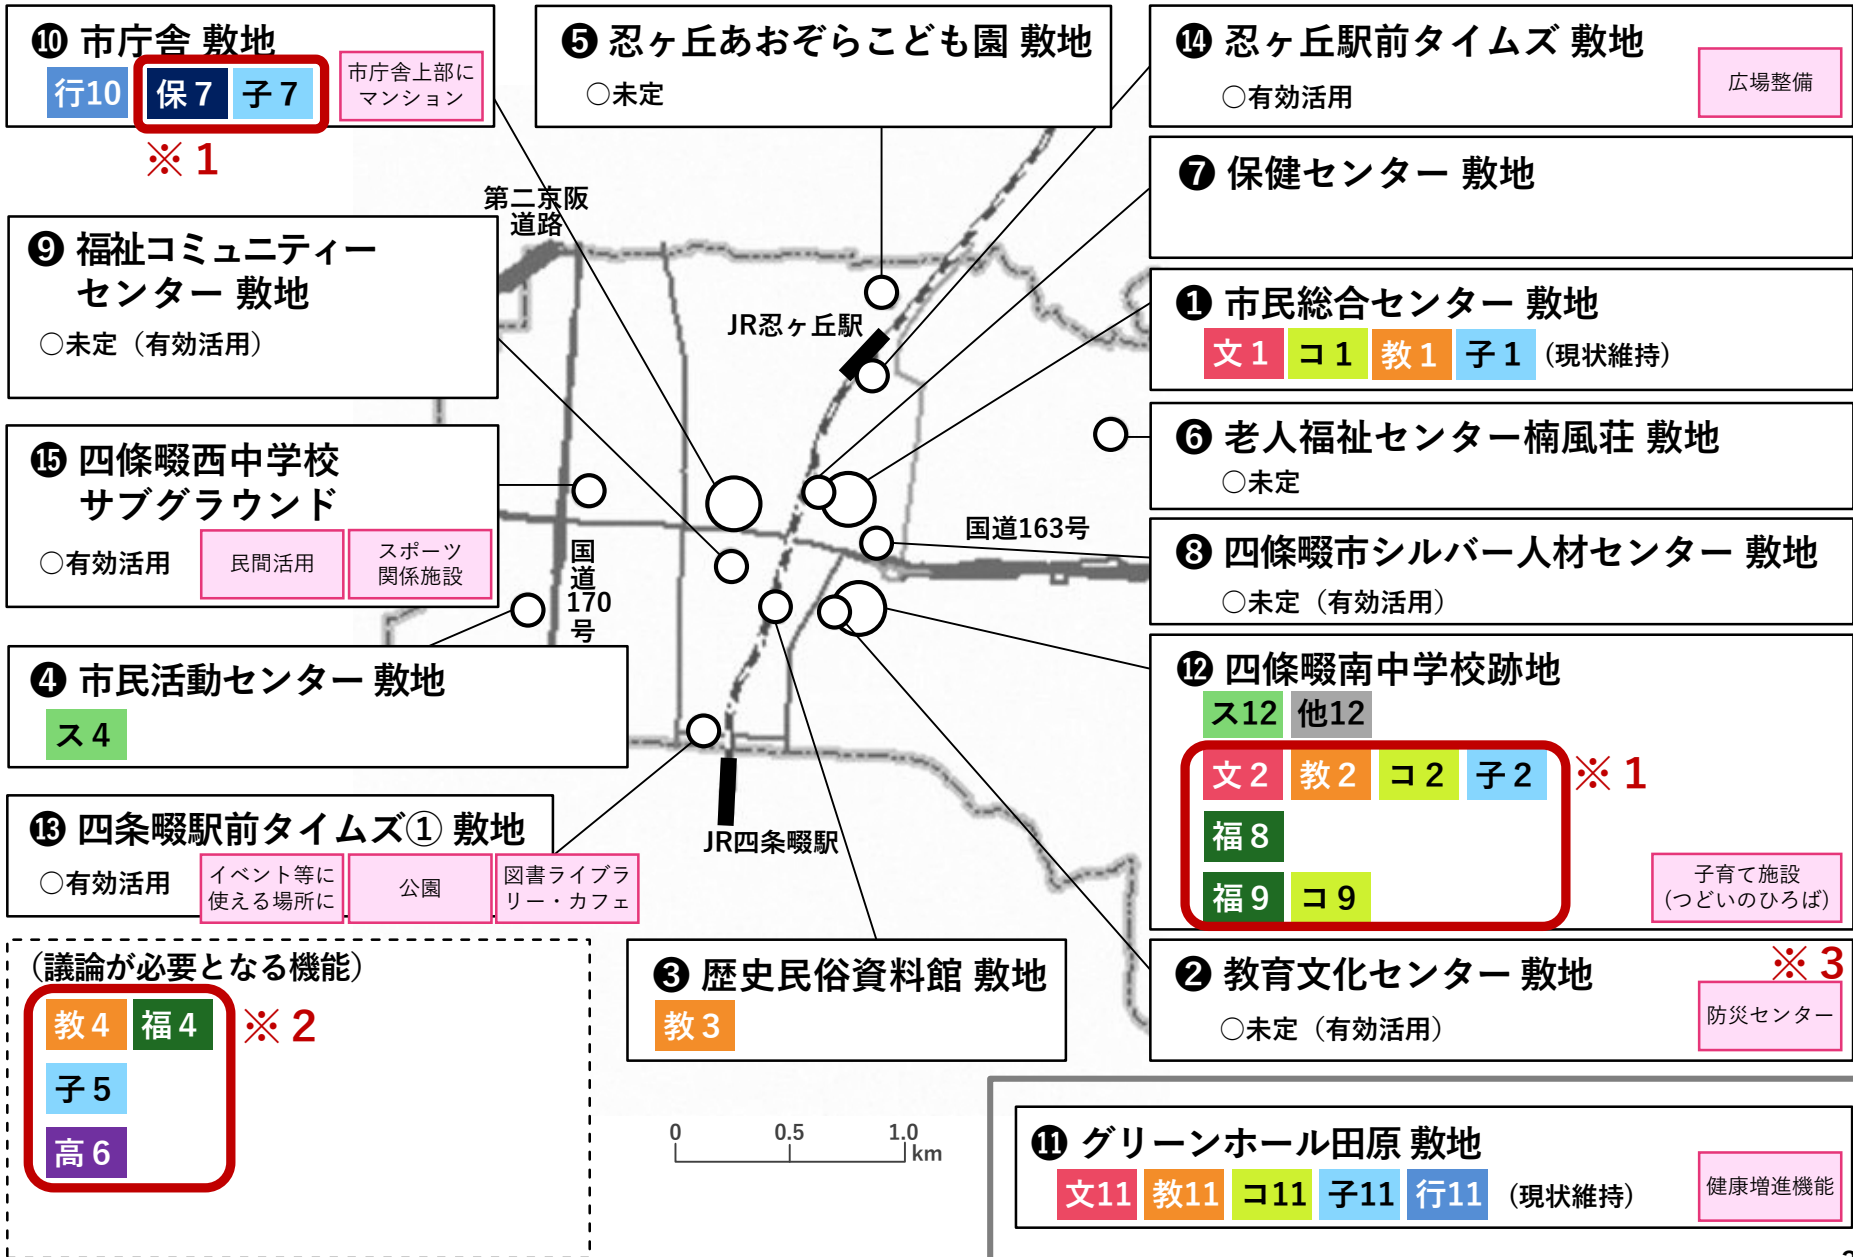 ❿ 市庁舎 敷地
行10 保７ 子７
市庁舎上部に
マンション
※１
❺ 忍ヶ丘あおぞらこども園 敷地
○未定
⓮ 忍ヶ丘駅前タイムズ 敷地
○有効活用
広場整備
❼ 保健センター 敷地
第二京阪
道路
❾ 福祉コミュニティー
センター 敷地
○未定（有効活用）
JR忍ヶ丘駅
❶ 市民総合センター 敷地
文１ コ１ 教１ 子１ （現状維持）
❻ 老人福祉センター楠風荘 敷地
○未定
⓯ 四條畷西中学校
サブグラウンド
○有効活用
民間活用
スポーツ
関係施設
国道163号
国
道
170
号
❽ 四條畷市シルバー人材センター 敷地
○未定（有効活用）
❹ 市民活動センター 敷地
ス４
⓬ 四條畷南中学校跡地
ス12 他12
文２ 教２ コ２ 子２
※１
福８
福９ コ９
子育て施設
（つどいのひろば）
⓭ 四条畷駅前タイムズ① 敷地
○有効活用
イベント等に
使える場所に
公園
図書ライブラ
リー・カフェ
JR四条畷駅
（議論が必要となる機能）
教４ 福４
※２
子５
高６
❸ 歴史民俗資料館 敷地
教３
❷ 教育文化センター 敷地
○未定（有効活用）
※３
防災センター
0 0.5 1.0
km
⓫ グリーンホール田原 敷地
文11 教11 コ11 子11 行11 （現状維持）
健康増進機能